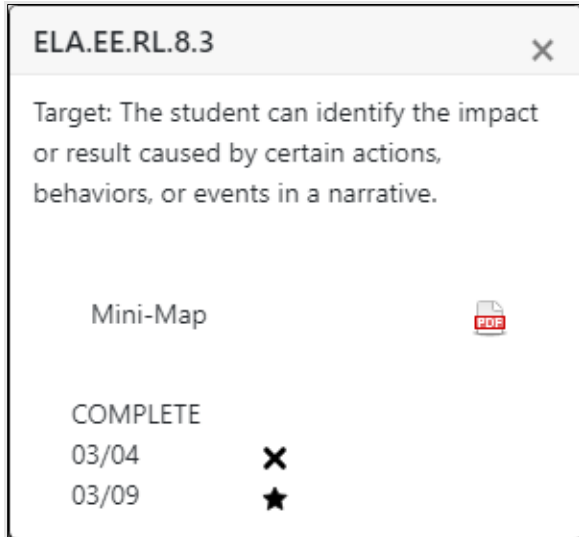 ELA.EE.RL.8.3
Target: The student can identify the impact
or result caused by certain actions,
behaviors, or events in a narrative.
Mini-Map
PDF
COMPLETE
03/04
03/09